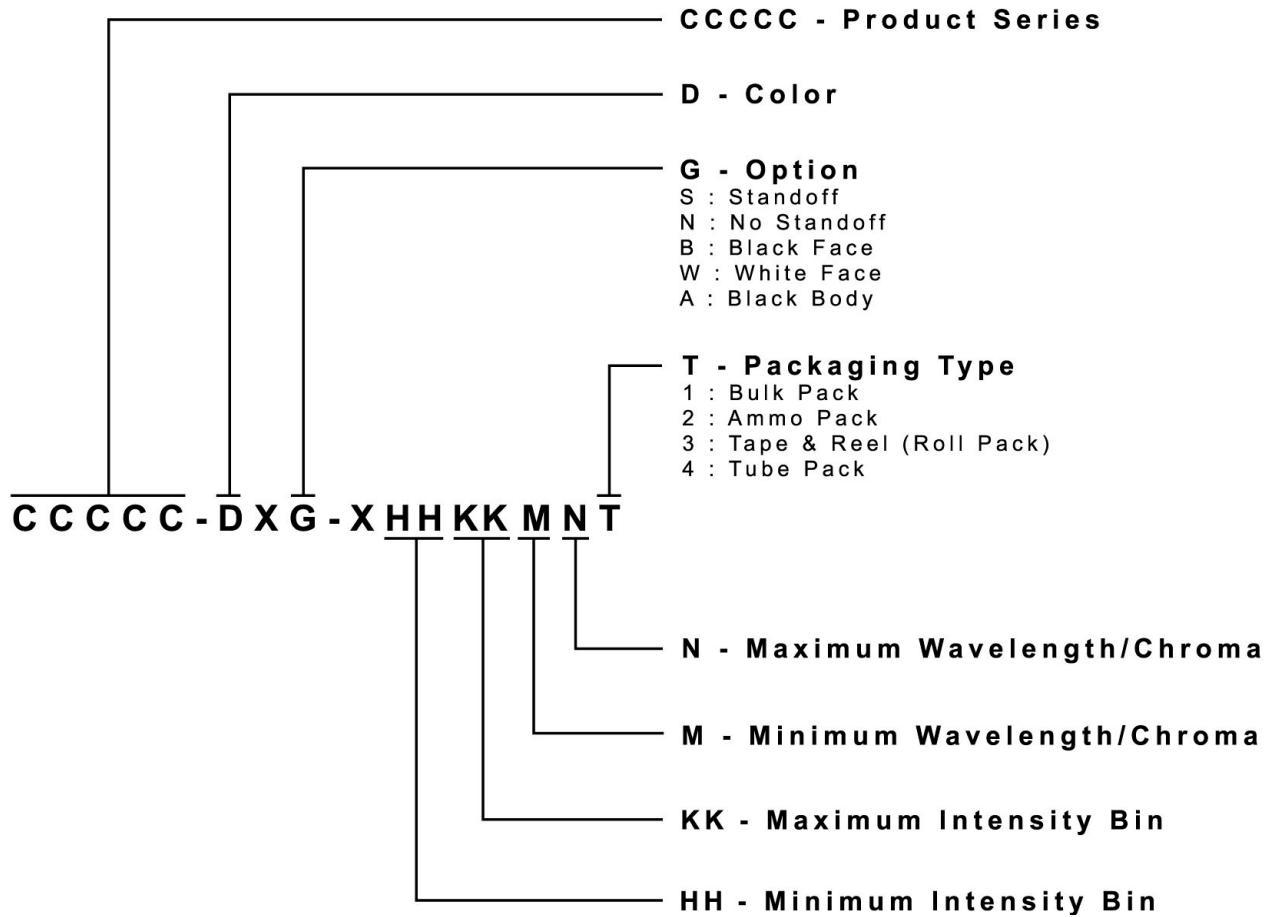 CCCCC - Product Series
D - Color
G - Option
S : Standoff
N : No Standoff
B : Black Face
W : White Face
A : Black Body
T - Packaging Type
1 : Bulk Pack
2 : Ammo Pack
3 : Tape & Reel (Roll Pack)
4 : Tube Pack
CCCCC-DXG-XHHKKMNT
N - Maximum Wavelength/Chroma
M - Minimum Wavelength/Chroma
KK - Maximum Intensity Bin
HH - Minimum Intensity Bin